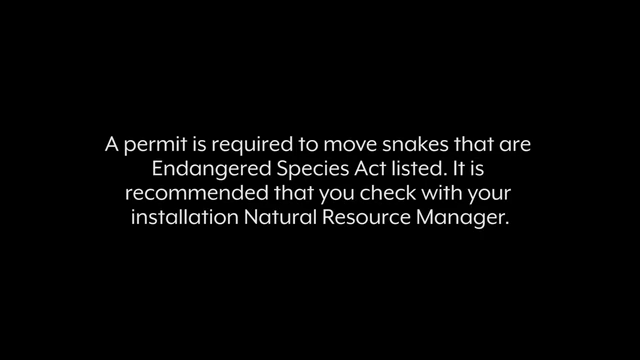 A permit is required to move snakes that are
Endangered Species Act listed. It is
recommended that you check with your
installation Natural Resource Manager.